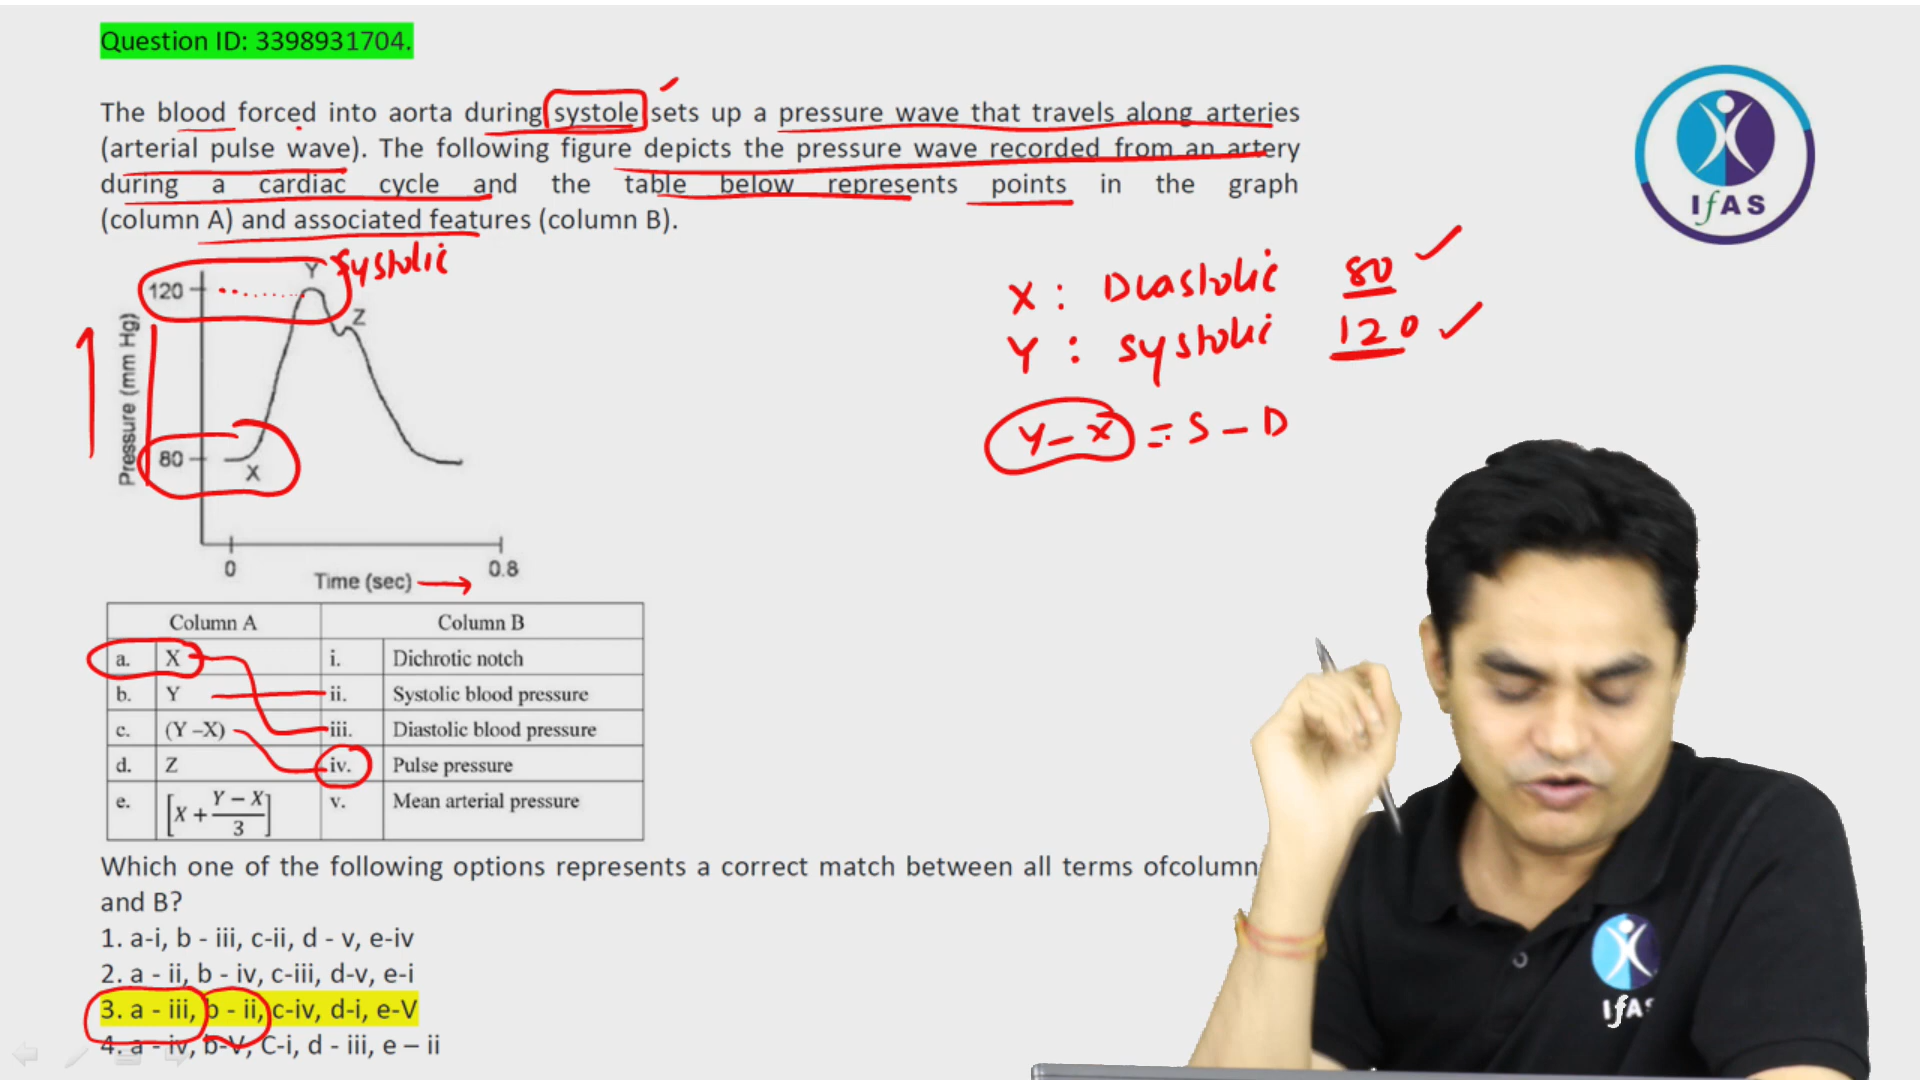 Question ID: 3398931704.
The blood forced into aorta during systole sets up a pressure wave that travels along arteries
(arterial pulse wave). The following figure depicts the pressure wave recorded from an artery
during a cardiac cycle and the table below represents points in the graph
(column A) and associated features (column B).
IfAS
Y systolic
120
Z
Pressure (mm Hg)
80
X
0
0.8
Time (sec)
X : Diastolic 80
Y : systolic 120
Y - X = S - D
Column A Column B
a. X i. Dichrotic notch
b. Y ii. Systolic blood pressure
c. (Y –X) iii. Diastolic blood pressure
d. Z iv. Pulse pressure
e. [X + Y − X / 3] v. Mean arterial pressure
Which one of the following options represents a correct match between all terms ofcolumn
and B?
1. a-i, b - iii, c-ii, d - v, e-iv
2. a - ii, b - iv, c-iii, d-v, e-i
3. a - iii, b - ii, c-iv, d-i, e-V
4. a - iv, b-V, C-i, d - iii, e – ii
IfAS